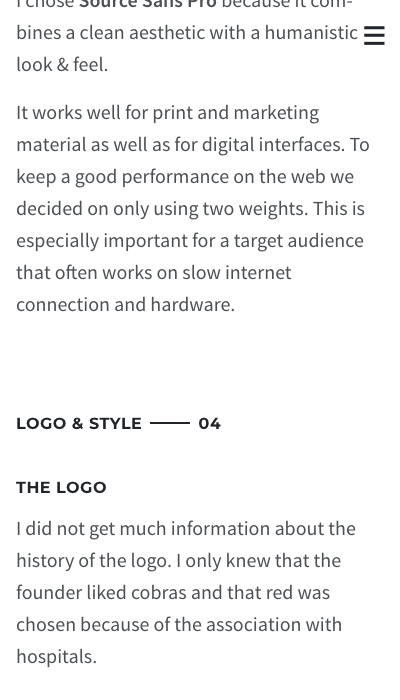 I chose Source Sans Pro because it com-
bines a clean aesthetic with a humanistic
look & feel.
It works well for print and marketing
material as well as for digital interfaces. To
keep a good performance on the web we
decided on only using two weights. This is
especially important for a target audience
that often works on slow internet
connection and hardware.
LOGO & STYLE —— 04
THE LOGO
I did not get much information about the
history of the logo. I only knew that the
founder liked cobras and that red was
chosen because of the association with
hospitals.